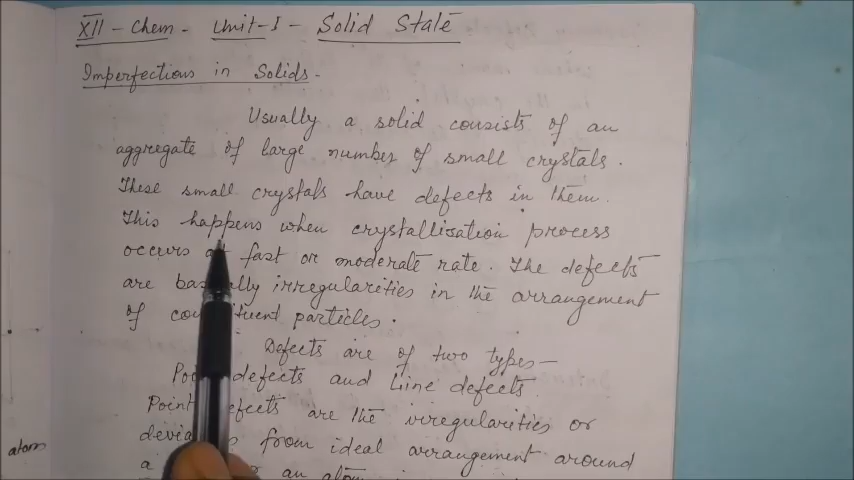 XII - Chem - Unit-I - Solid State
Imperfections in Solids -
Usually a solid consists of an
aggregate of large number of small crystals.
These small crystals have defects in them.
This happens when crystallisation process
occurs at fast or moderate rate. The defects
are basically irregularities in the arrangement
of constituent particles.
Defects are of two types—
defects and Line defects.
Point defects are the irregularities or
from ideal arrangement around
a an atom
atom